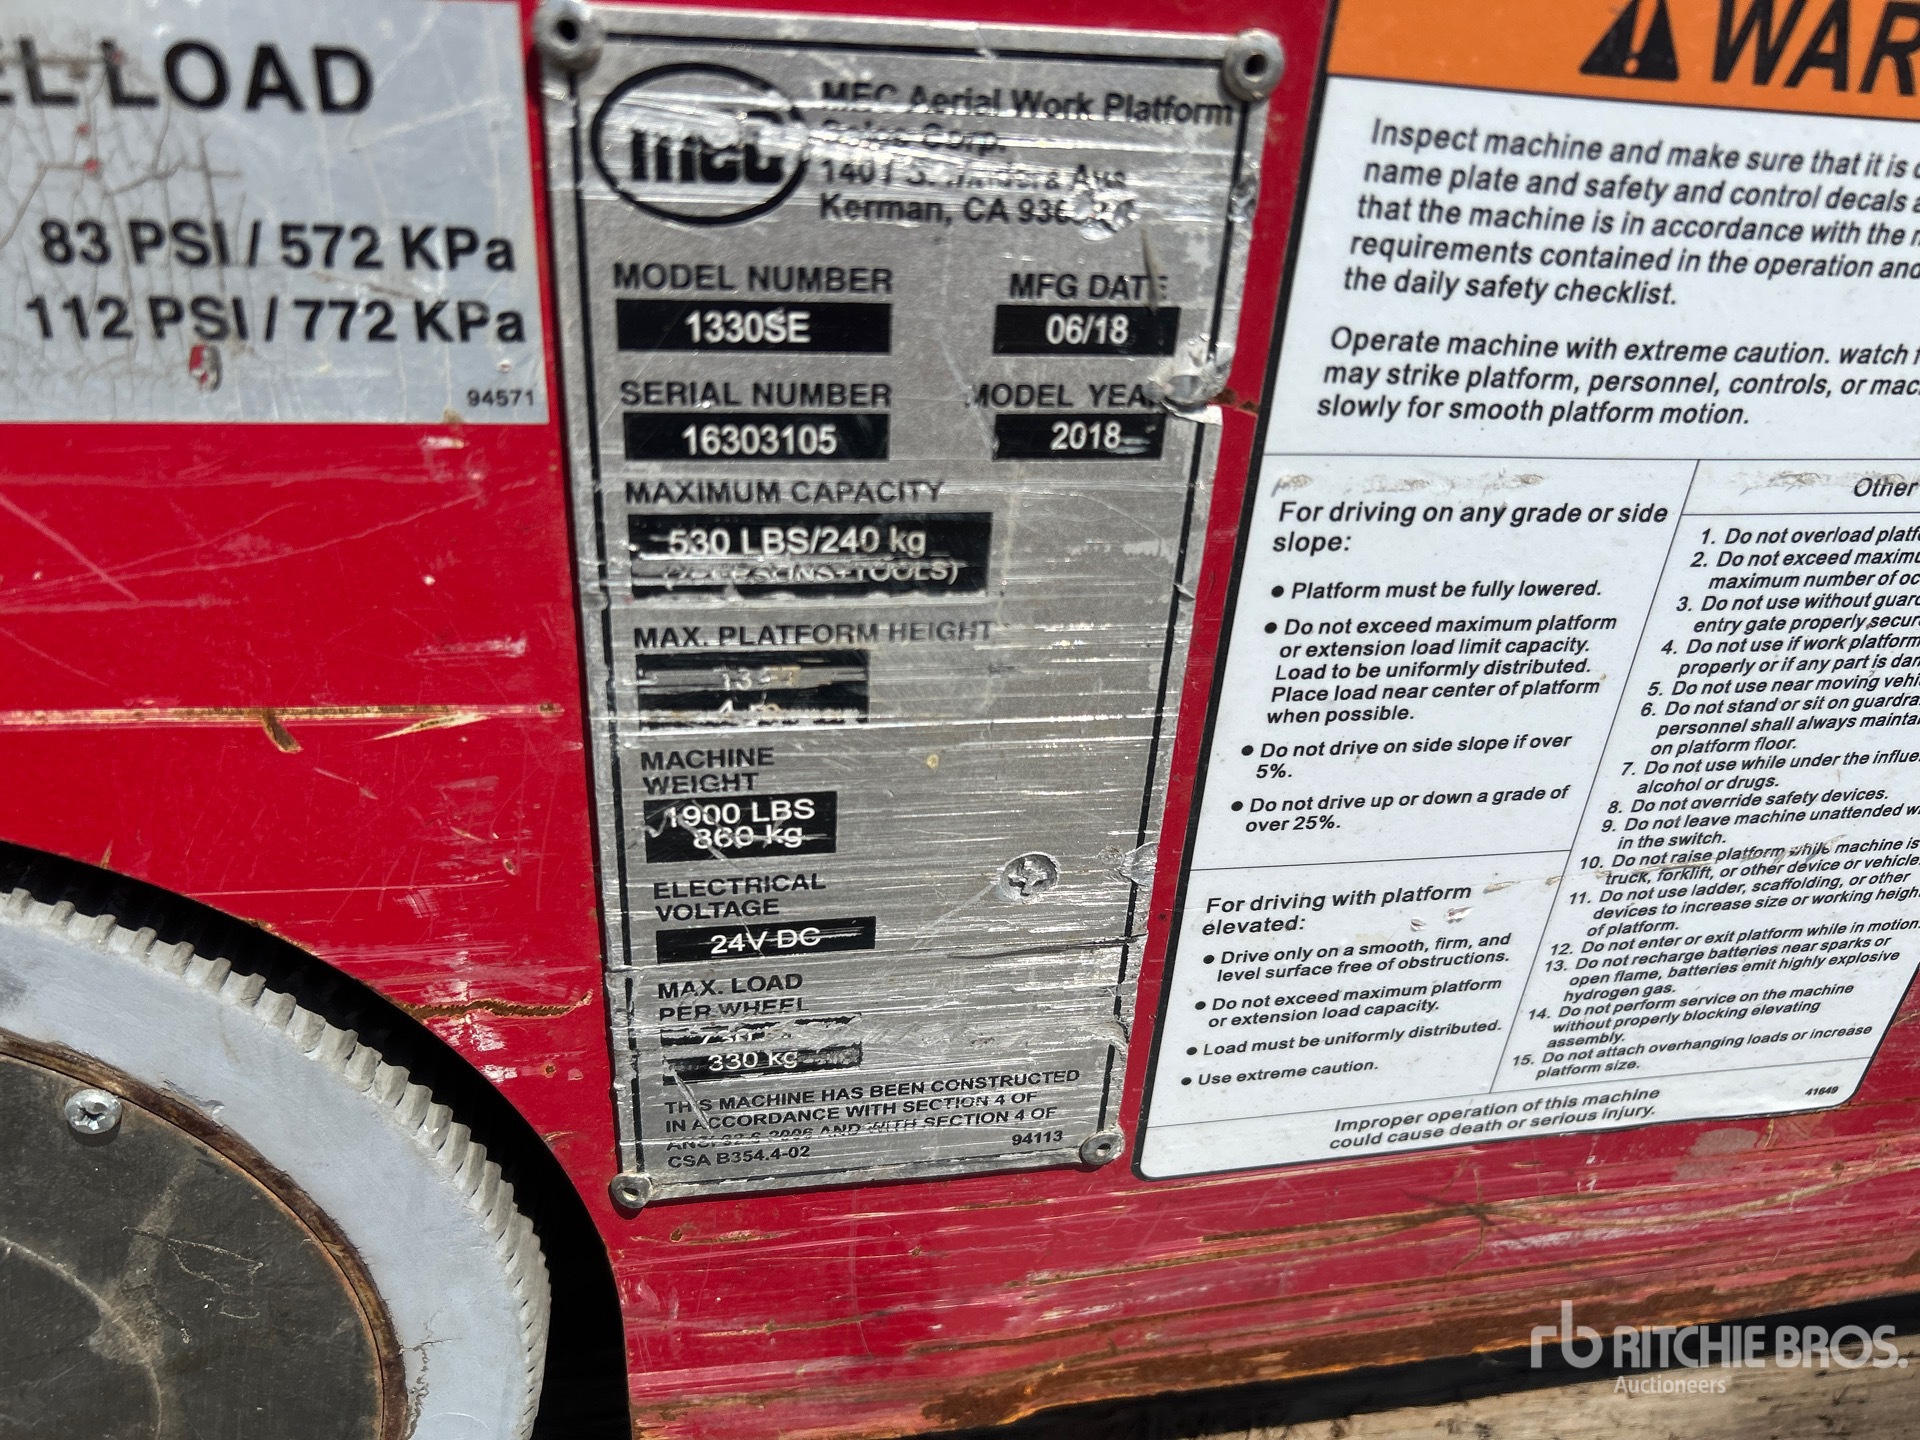 LOAD
83 PSI / 572 KPa
112 PSI / 772 KPa
94571
mec
MEC Aerial Work Platform
Sales Corp.
Kerman, CA
MODEL NUMBER
1330SE
MFG DATE
06/18
SERIAL NUMBER
16303105
MODEL YEAR
2018
MAXIMUM CAPACITY
530 LBS/240 kg
MAX. PLATFORM HEIGHT
MACHINE
WEIGHT
1900 LBS
860 kg
ELECTRICAL
VOLTAGE
24V DC
MAX. LOAD
PER WHEEL
330 kg
THIS MACHINE HAS BEEN CONSTRUCTED
IN ACCORDANCE WITH SECTION 4 OF
AND WITH SECTION 4 OF
CSA B354.4-02
94113
WAR
Inspect machine and make sure that it is
name plate and safety and control decals
that the machine is in accordance with the
requirements contained in the operation and
the daily safety checklist.
Operate machine with extreme caution. watch
may strike platform, personnel, controls, or
slowly for smooth platform motion.
For driving on any grade or side
slope:
• Platform must be fully lowered.
• Do not exceed maximum platform
or extension load limit capacity.
Load to be uniformly distributed.
Place load near center of platform
when possible.
• Do not drive on side slope if over
5%.
• Do not drive up or down a grade of
over 25%.
For driving with platform
elevated:
• Drive only on a smooth, firm, and
level surface free of obstructions.
• Do not exceed maximum platform
or extension load capacity.
• Load must be uniformly distributed.
• Use extreme caution.
Other
1. Do not overload
2. Do not exceed
maximum number of
3. Do not use without
entry gate properly
4. Do not use if work platform
properly or if any part is
5. Do not use near moving
6. Do not stand or sit on
personnel shall always
on platform floor.
7. Do not use while under the
alcohol or drugs.
8. Do not override safety devices.
9. Do not leave machine unattended
in the switch.
10. Do not raise platform while machine is
truck, forklift, or other device or vehicle.
11. Do not use ladder, scaffolding, or other
devices to increase size or working
of platform.
12. Do not enter or exit platform while in motion.
13. Do not recharge batteries near sparks or
open flame, batteries emit highly explosive
hydrogen gas.
14. Do not perform service on the machine
without properly blocking elevating
assembly.
15. Do not attach overhanging loads or increase
platform size.
Improper operation of this machine
could cause death or serious injury.
41649
rb RITCHIE BROS.
Auctioneers